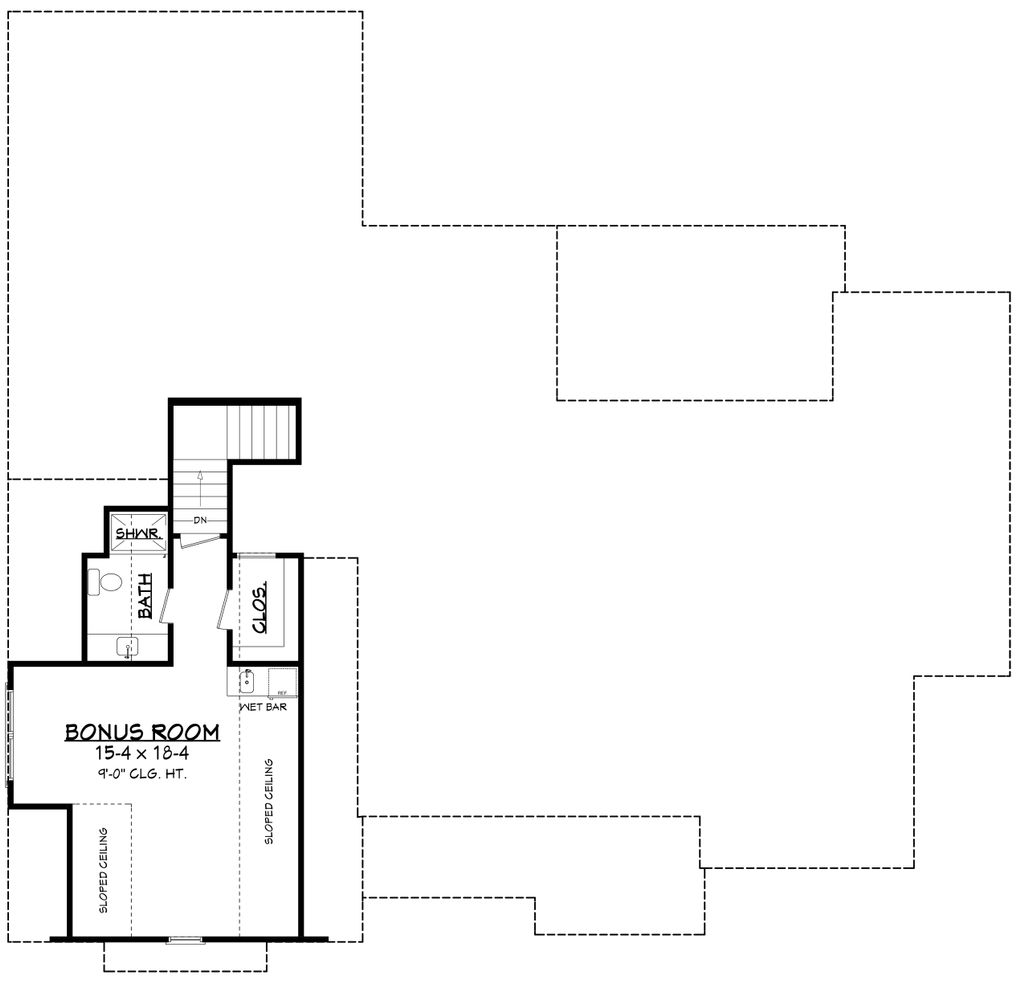 DN
SHWR.
BATH
CLOS.
REF
WET BAR
BONUS ROOM
15-4 x 18-4
9'-0" CLG. HT.
SLOPED CEILING
SLOPED CEILING